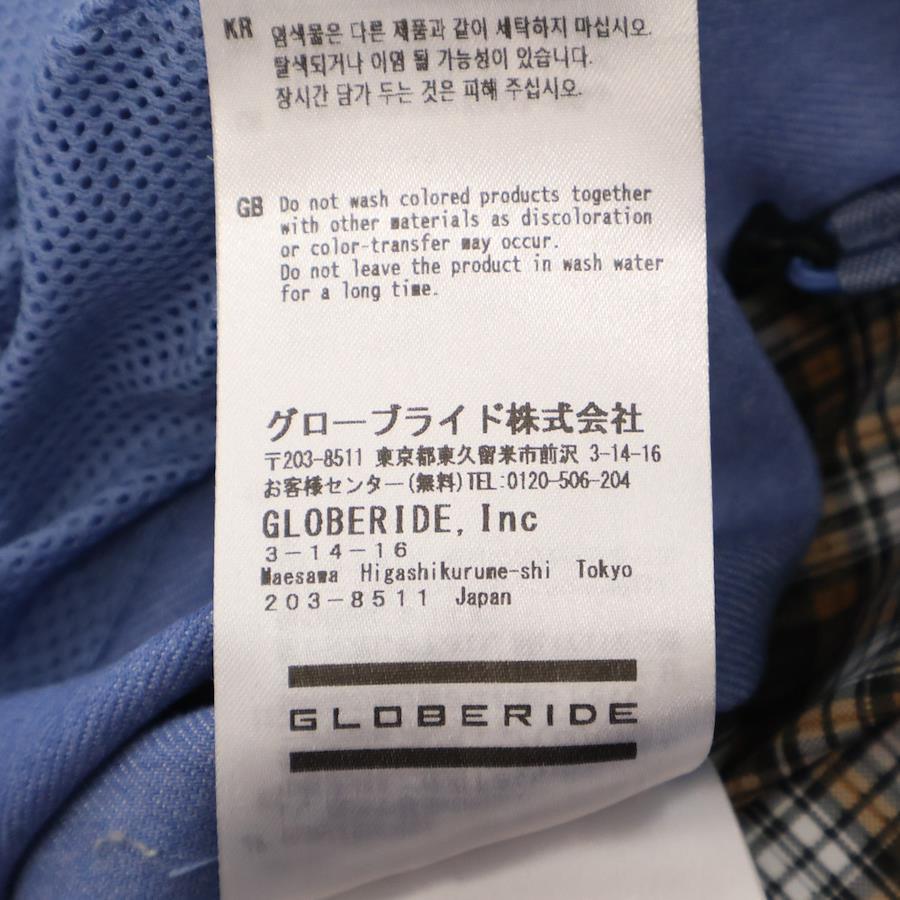 KR 염색물은 다른 제품과 같이 세탁하지 마십시오.
탈색되거나 이염 될 가능성이 있습니다.
장시간 담가 두는 것은 피해 주십시오.
GB Do not wash colored products together
with other materials as discoloration
or color-transfer may occur.
Do not leave the product in wash water
for a long time.
グローブライド株式会社
〒203-8511 東京都東久留米市前沢 3-14-16
お客様センター(無料)TEL:0120-506-204
GLOBERIDE, Inc
3-14-16
Maesawa Higashikurume-shi Tokyo
203-8511 Japan
GLOBERIDE